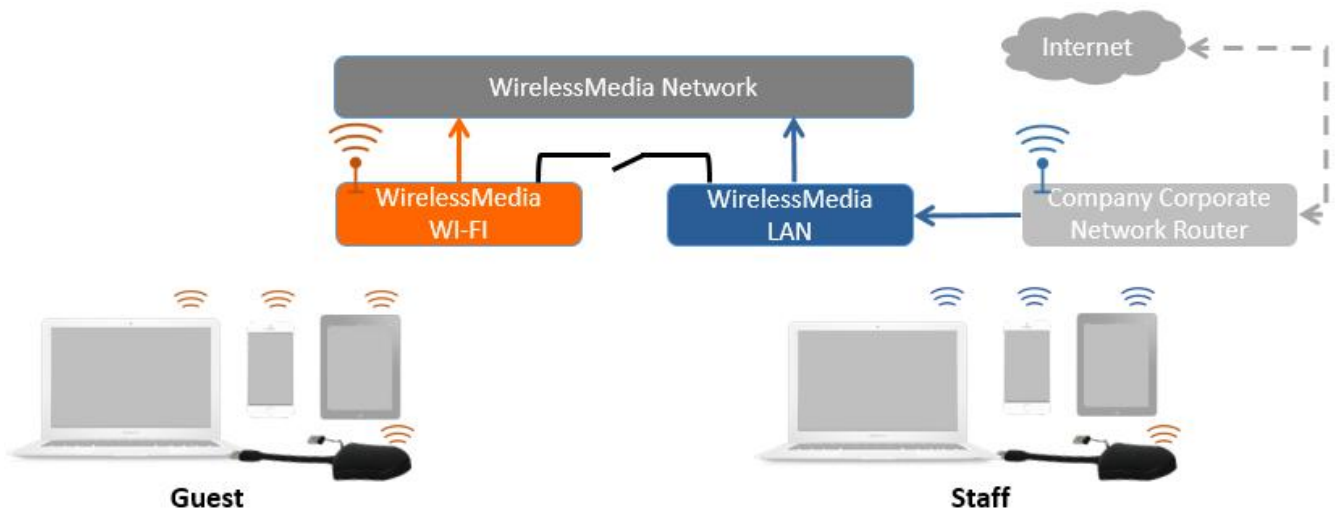 Internet
WirelessMedia Network
WirelessMedia
WI-FI
WirelessMedia
LAN
Company Corporate
Network Router
Guest
Staff